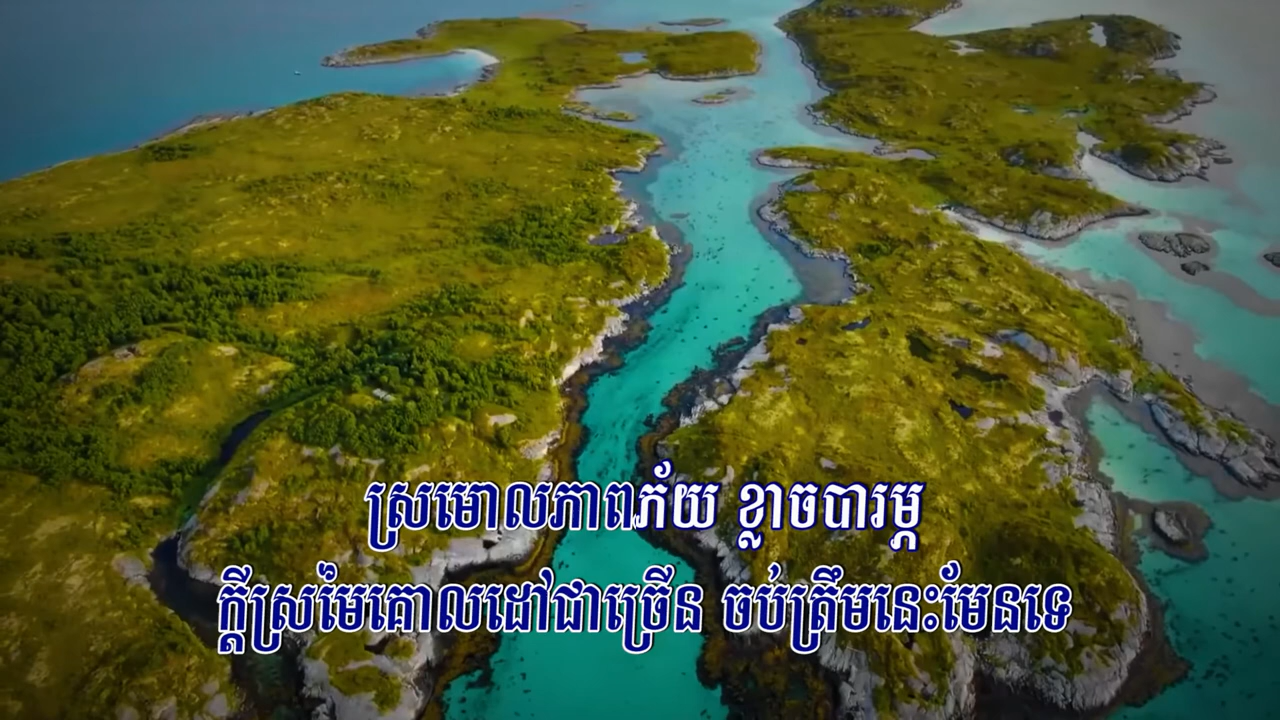 ស្រមោលភាពភ័យ ខ្លាចបារម្ភ
ក្ដីស្រមៃគោលដៅជាច្រើន ចប់ត្រឹមនេះមែនទេ